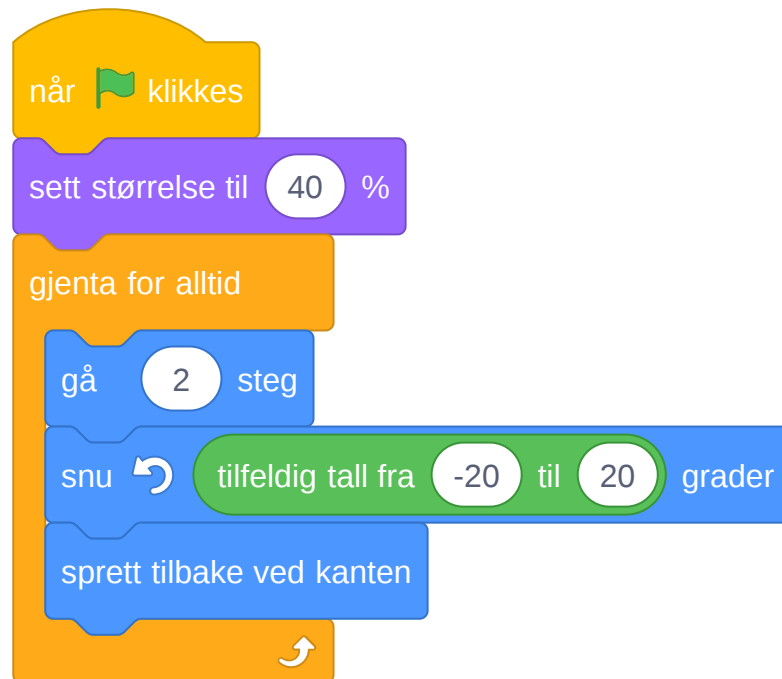 når klikkes
sett størrelse til 40 %
gjenta for alltid
gå 2 steg
snu tilfeldig tall fra -20 til 20 grader
sprett tilbake ved kanten